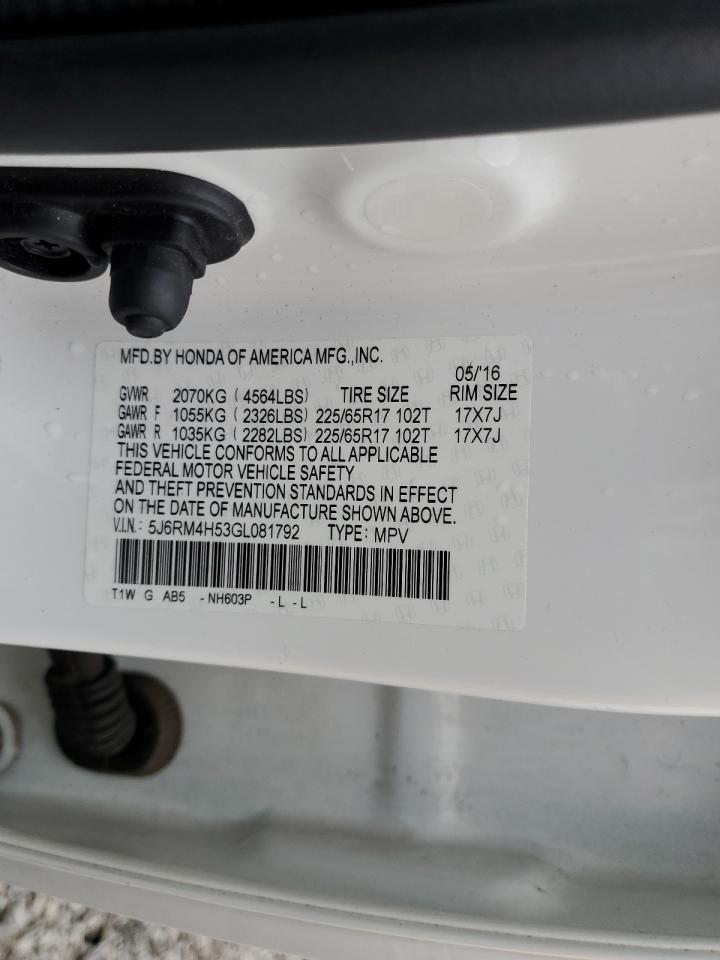 MFD.BY HONDA OF AMERICA MFG.,INC.
05/'16
GVWR 2070KG ( 4564LBS) TIRE SIZE RIM SIZE
GAWR F 1055KG ( 2326LBS) 225/65R17 102T 17X7J
GAWR R 1035KG ( 2282LBS) 225/65R17 102T 17X7J
THIS VEHICLE CONFORMS TO ALL APPLICABLE
FEDERAL MOTOR VEHICLE SAFETY
AND THEFT PREVENTION STANDARDS IN EFFECT
ON THE DATE OF MANUFACTURE SHOWN ABOVE.
V.I.N.: 5J6RM4H53GL081792 TYPE: MPV
T1W G AB5 -NH603P -L -L